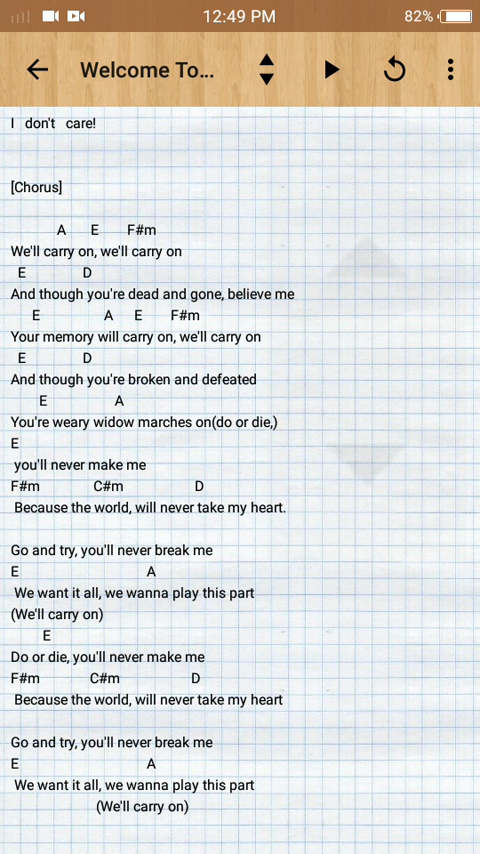 12:49 PM 82%
Welcome To...
I don't care!
[Chorus]
A E F#m
We'll carry on, we'll carry on
E D
And though you're dead and gone, believe me
E A E F#m
Your memory will carry on, we'll carry on
E D
And though you're broken and defeated
E A
You're weary widow marches on(do or die,)
E
you'll never make me
F#m C#m D
Because the world, will never take my heart.
Go and try, you'll never break me
E A
We want it all, we wanna play this part
(We'll carry on)
E
Do or die, you'll never make me
F#m C#m D
Because the world, will never take my heart
Go and try, you'll never break me
E A
We want it all, we wanna play this part
(We'll carry on)